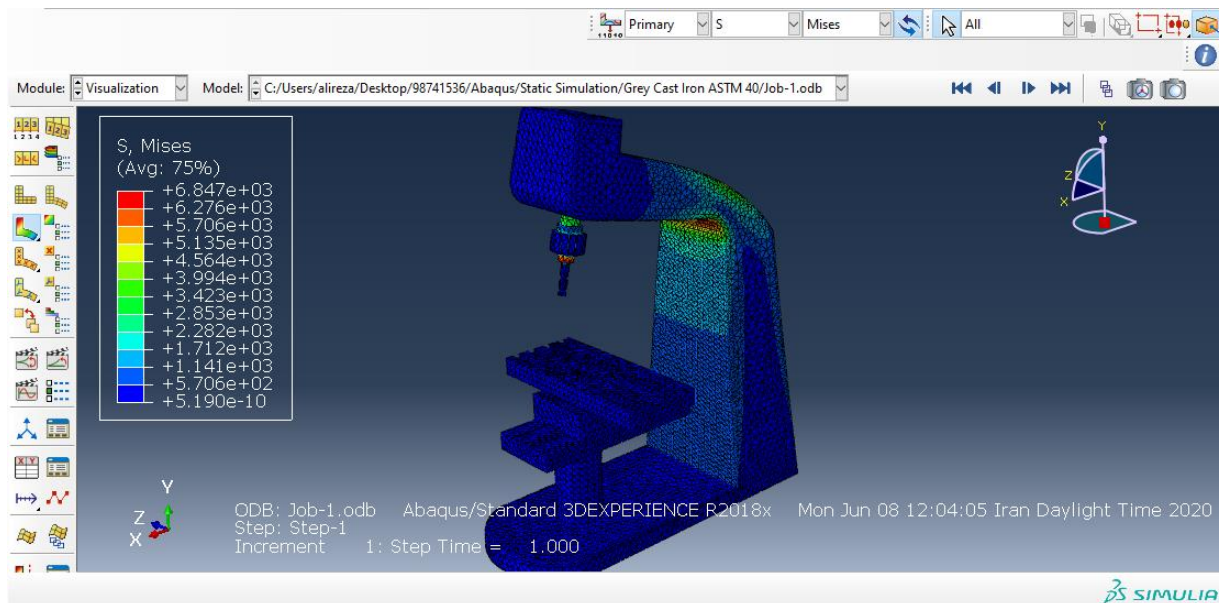 Primary S Mises All
11010
Module: Visualization Model: C:/Users/alireza/Desktop/98741536/Abaqus/Static Simulation/Grey Cast Iron ASTM 40/Job-1.odb
S, Mises
(Avg: 75%)
+6.847e+03
+6.276e+03
+5.706e+03
+5.135e+03
+4.564e+03
+3.994e+03
+3.423e+03
+2.853e+03
+2.282e+03
+1.712e+03
+1.141e+03
+5.706e+02
+5.190e-10
Y
Z
X
Y
Z
X
ODB: Job-1.odb Abaqus/Standard 3DEXPERIENCE R2018x Mon Jun 08 12:04:05 Iran Daylight Time 2020
Step: Step-1
Increment 1: Step Time = 1.000
SIMULIA